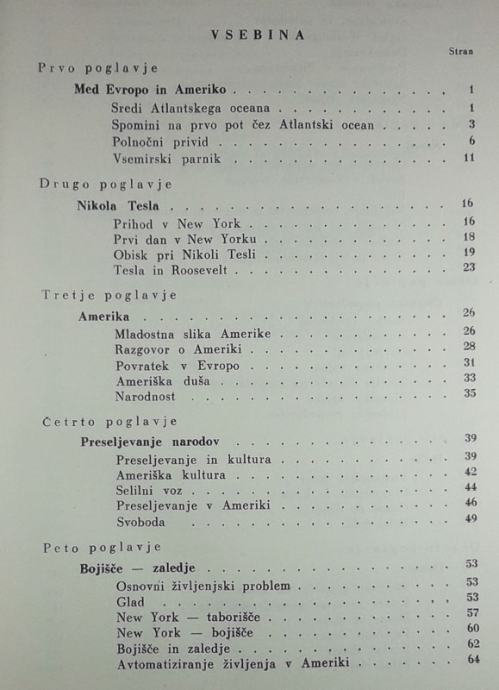 VSEBINA
Stran
Prvo poglavje
Med Evropo in Ameriko . . . . . . . . . . . . . . . 1
Sredi Atlantskega oceana . . . . . . . . . . . . 1
Spomini na prvo pot čez Atlantski ocean . . . . . 3
Polnočni privid . . . . . . . . . . . . . . . 6
Vsemirski parnik . . . . . . . . . . . . . . 11
Drugo poglavje
Nikola Tesla . . . . . . . . . . . . . . . . . . 16
Prihod v New York . . . . . . . . . . . . . 16
Prvi dan v New Yorku . . . . . . . . . . . . 18
Obisk pri Nikoli Tesli . . . . . . . . . . . . 19
Tesla in Roosevelt . . . . . . . . . . . . . . 23
Tretje poglavje
Amerika . . . . . . . . . . . . . . . . . . . . 26
Mladostna slika Amerike . . . . . . . . . . . 26
Razgovor o Ameriki . . . . . . . . . . . . . 28
Povratek v Evropo . . . . . . . . . . . . . 31
Ameriška duša . . . . . . . . . . . . . . . 33
Narodnost . . . . . . . . . . . . . . . . . 35
Četrto poglavje
Preseljevanje narodov . . . . . . . . . . . . . . 39
Preseljevanje in kultura . . . . . . . . . . . 39
Ameriška kultura . . . . . . . . . . . . . . 42
Selilni voz . . . . . . . . . . . . . . . . . 44
Preseljevanje v Ameriki . . . . . . . . . . . 46
Svoboda . . . . . . . . . . . . . . . . . 49
Peto poglavje
Bojišče — zaledje . . . . . . . . . . . . . . . . 53
Osnovni življenjski problem . . . . . . . . . . 53
Glad . . . . . . . . . . . . . . . . . . . 53
New York — taborišče . . . . . . . . . . . . 57
New York — bojišče . . . . . . . . . . . . 60
Bojišče in zaledje . . . . . . . . . . . . . . 62
Avtomatiziranje življenja v Ameriki . . . . . . . 64